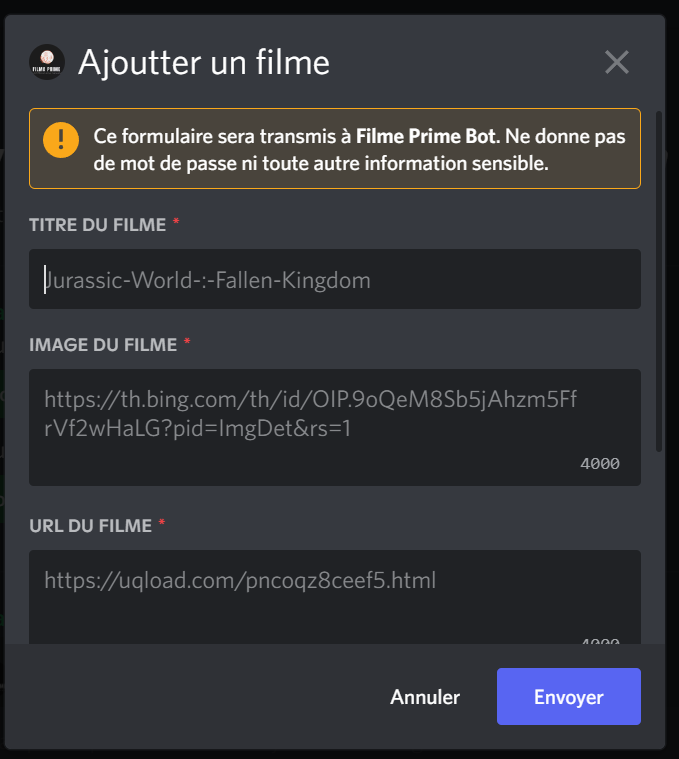 FILME PRIME
Ajoutter un filme
Ce formulaire sera transmis à Filme Prime Bot. Ne donne pas
de mot de passe ni toute autre information sensible.
TITRE DU FILME *
Jurassic-World-:-Fallen-Kingdom
IMAGE DU FILME *
https://th.bing.com/th/id/OIP.9oQeM8Sb5jAhzm5Ff
rVf2wHaLG?pid=ImgDet&rs=1
4000
URL DU FILME *
https://uqload.com/pncoqz8ceef5.html
4000
Annuler
Envoyer